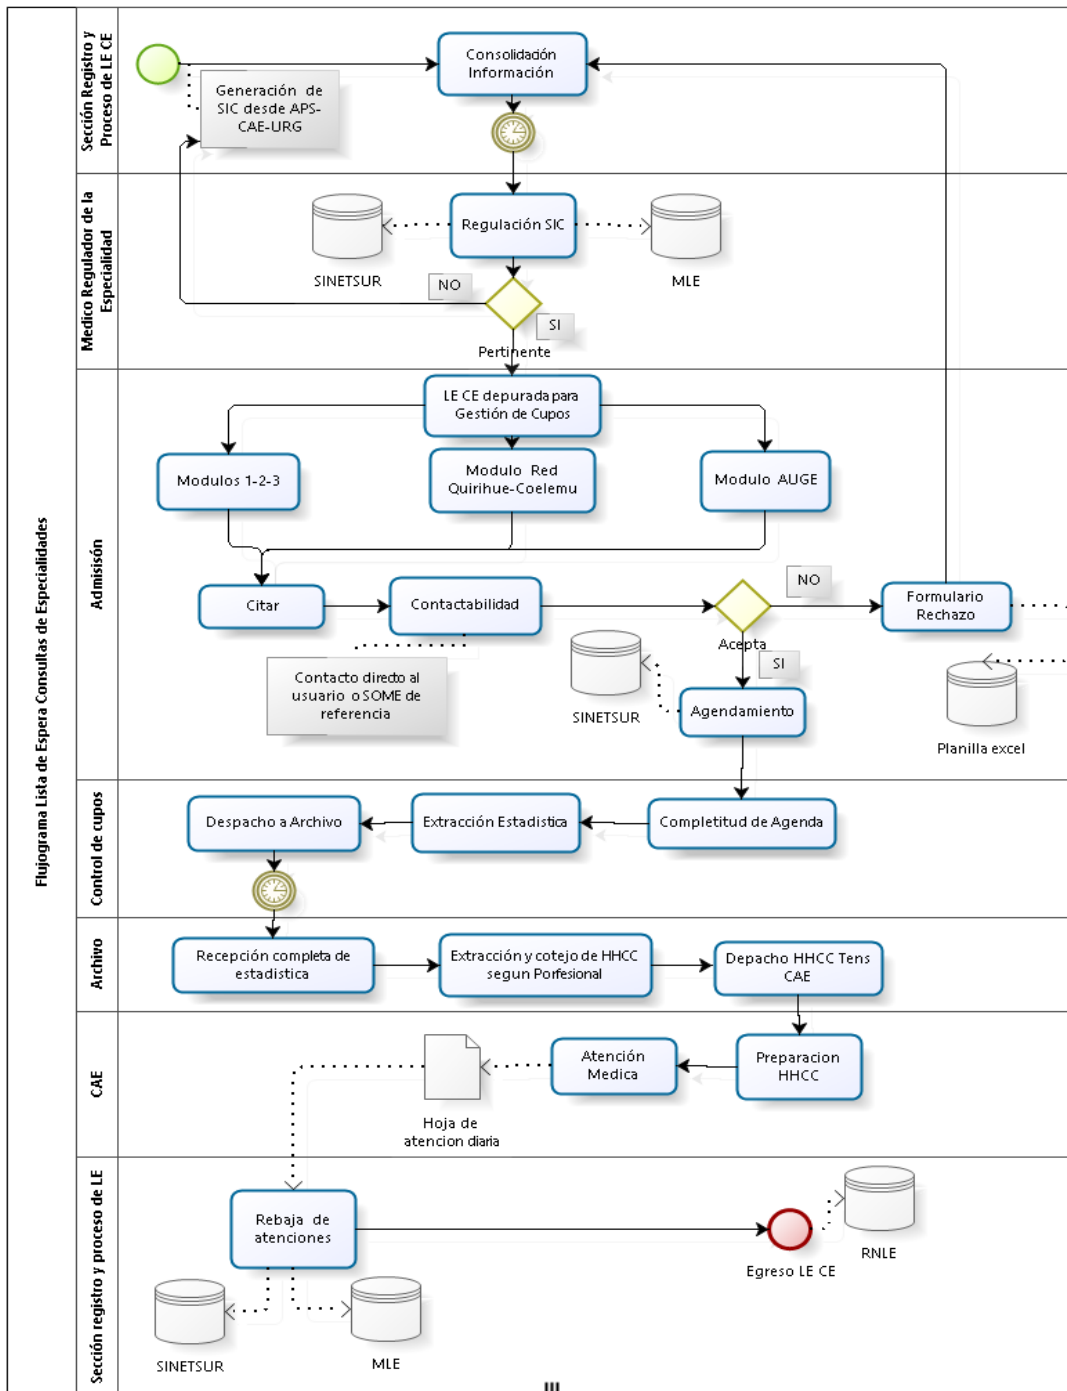 Flujograma Lista de Espera Consultas de Especialidades
Sección Registro y
Proceso de LE CE
Consolidación
Información
Generación de
SIC desde APS-
CAE-URG
Medico Regulador de la
Especialidad
Regulación SIC
SINETSUR
MLE
NO
SI
Pertinente
Admisisón
LE CE depurada para
Gestión de Cupos
Modulos 1-2-3
Modulo Red
Quirihue-Coelemu
Modulo AUGE
Citar
Contactabilidad
NO
Formulario
Rechazo
Acepta
SI
Contacto directo al
usuario o SOME de
referencia
SINETSUR
Agendamiento
Planilla excel
Control de cupos
Despacho a Archivo
Extracción Estadistica
Completitud de Agenda
Archivo
Recepción completa de
estadistica
Extracción y cotejo de HHCC
segun Porfesional
Depacho HHCC Tens
CAE
CAE
Atención
Medica
Preparacion
HHCC
Hoja de
atencion diaria
Sección registro y proceso de LE
Rebaja de
atenciones
Egreso LE CE
RNLE
SINETSUR
MLE